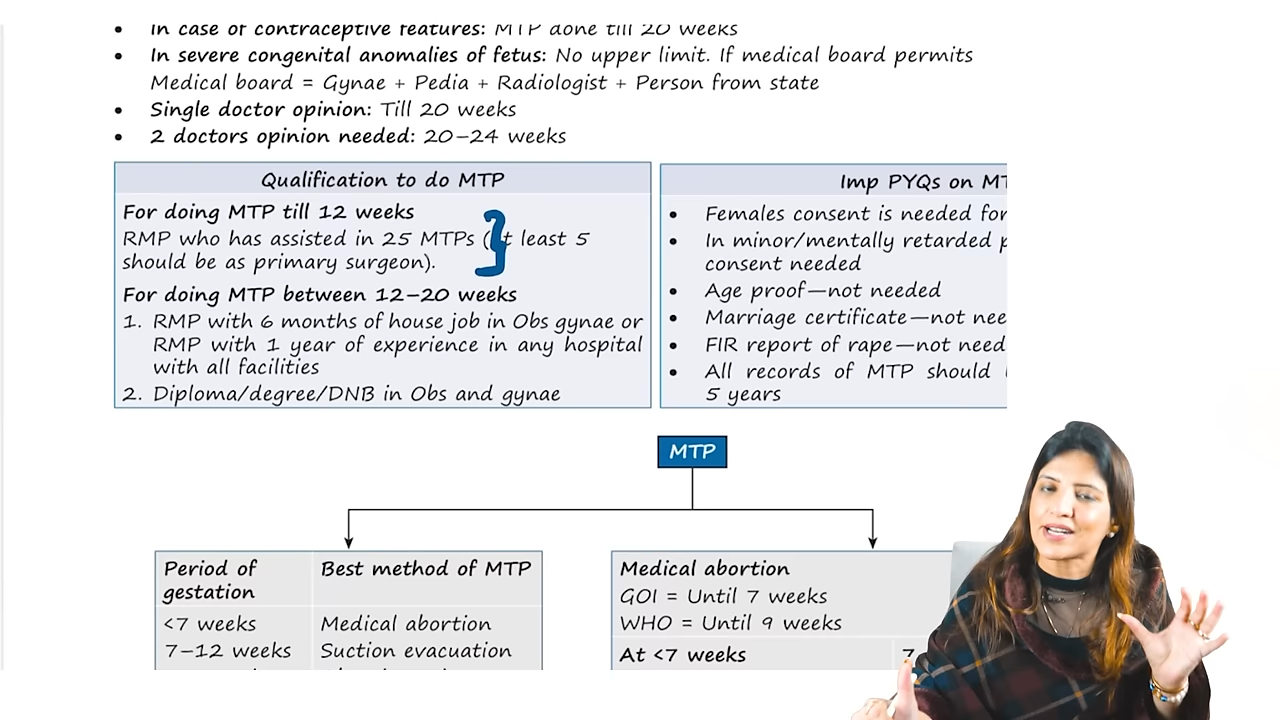 In case of contraceptive features: MTP done till 20 weeks
In severe congenital anomalies of fetus: No upper limit. If medical board permits
Medical board = Gynae + Pedia + Radiologist + Person from state
Single doctor opinion: Till 20 weeks
2 doctors opinion needed: 20–24 weeks
Qualification to do MTP
For doing MTP till 12 weeks
RMP who has assisted in 25 MTPs (at least 5
should be as primary surgeon).
For doing MTP between 12–20 weeks
1. RMP with 6 months of house job in Obs gynae or
RMP with 1 year of experience in any hospital
with all facilities
2. Diploma/degree/DNB in Obs and gynae
Imp PYQs on
Females consent is needed for
In minor/mentally retarded
consent needed
Age proof—not needed
Marriage certificate—not
FIR report of rape—not
All records of MTP should
5 years
MTP
Period of
gestation
Best method of MTP
<7 weeks
Medical abortion
7–12 weeks
Suction evacuation
Medical abortion
GOI = Until 7 weeks
WHO = Until 9 weeks
At <7 weeks